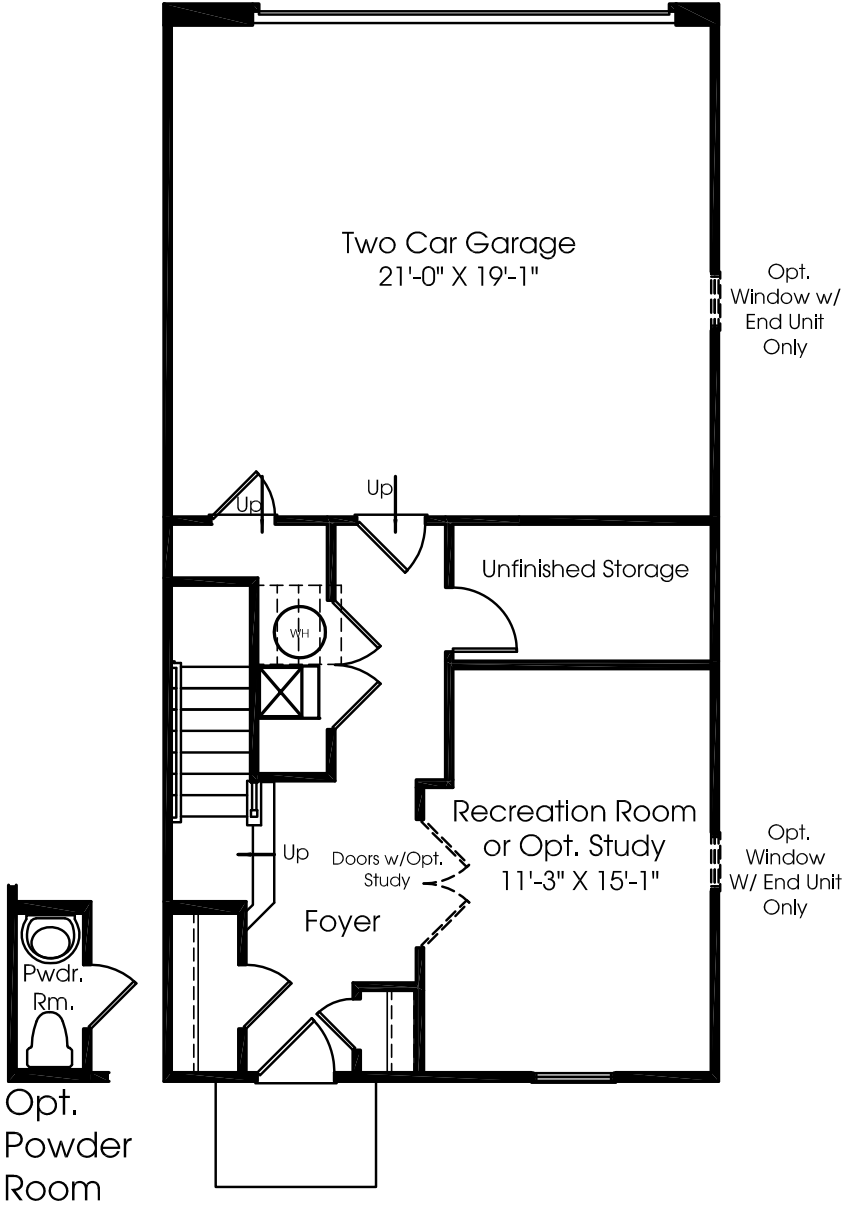 Two Car Garage
21'-0" X 19'-1"
Opt.
Window w/
End Unit
Only
Up
Up
Unfinished Storage
WH
Recreation Room
or Opt. Study
11'-3" X 15'-1"
Opt.
Window
W/ End Unit
Only
Up
Doors w/Opt.
Study
Foyer
Pwdr.
Rm.
Opt.
Powder
Room